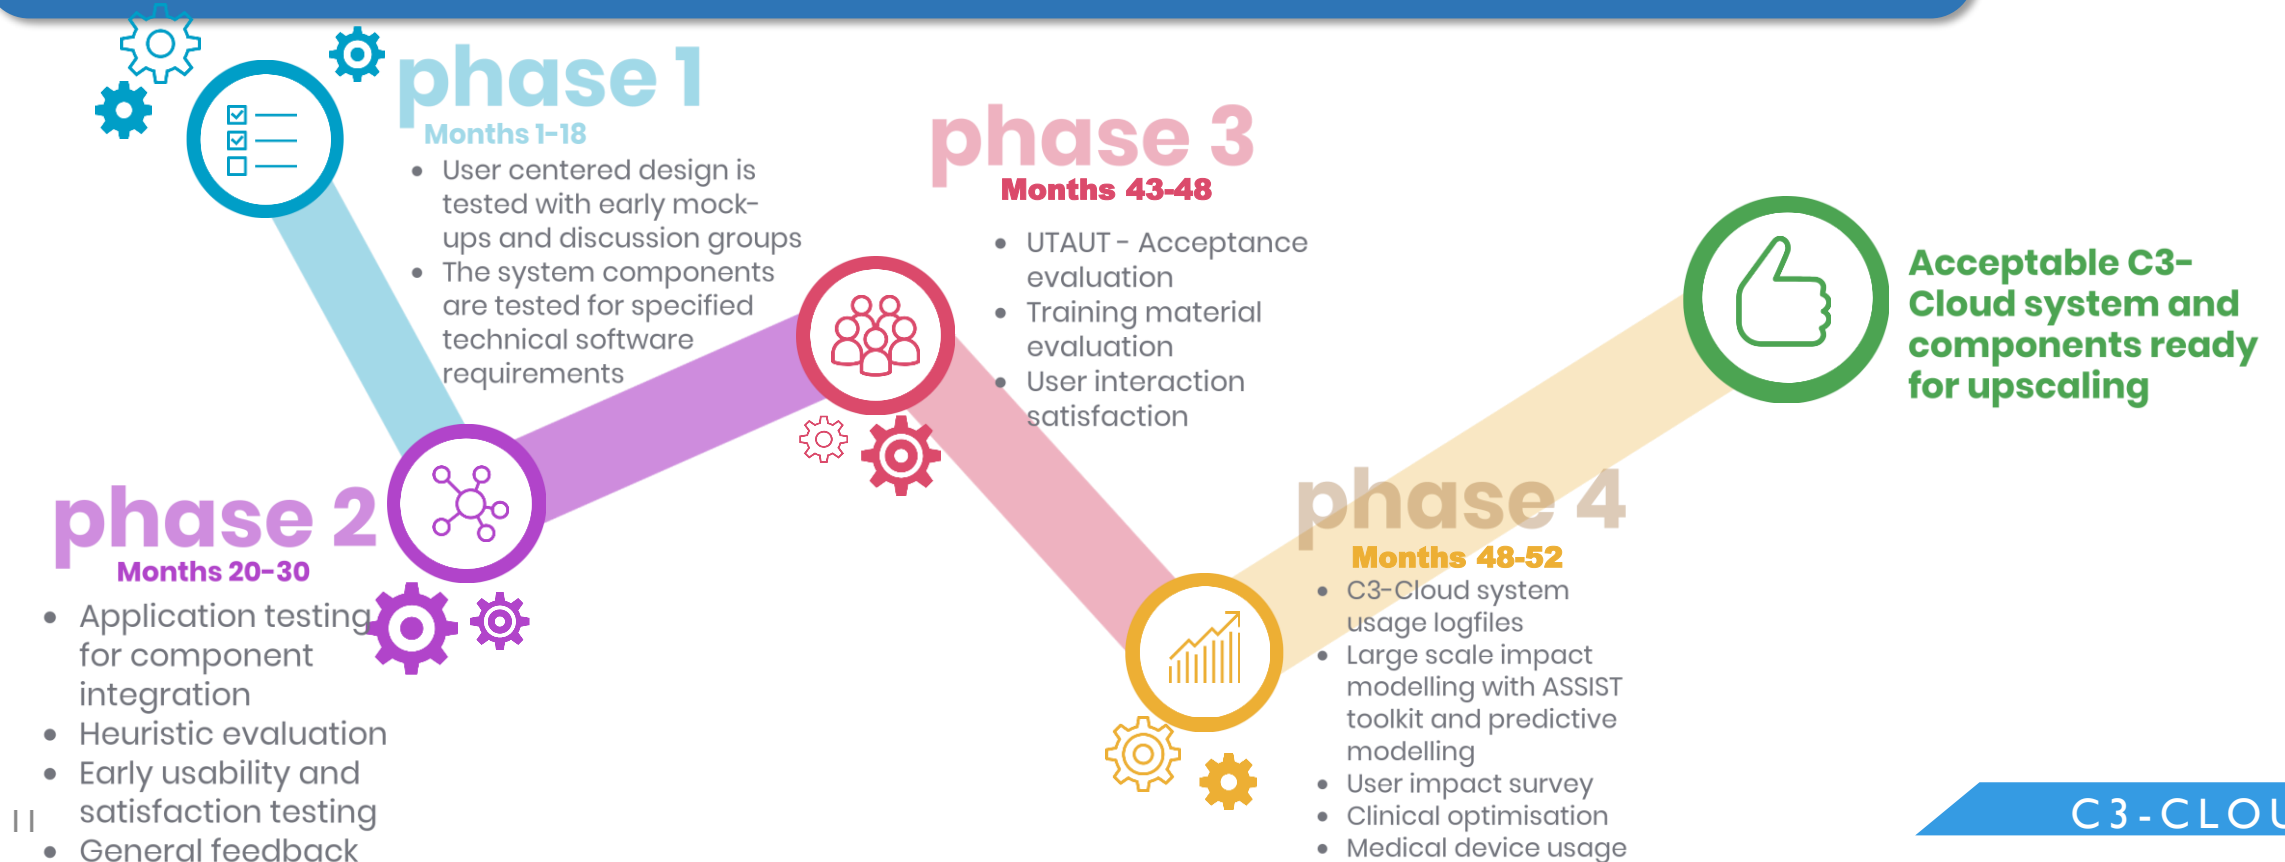 phase 1
Months 1-18
• User centered design is
tested with early mock-
ups and discussion groups
• The system components
are tested for specified
technical software
requirements
phase 2
Months 20-30
• Application testing
for component
integration
• Heuristic evaluation
• Early usability and
satisfaction testing
• General feedback
phase 3
Months 43-48
• UTAUT - Acceptance
evaluation
• Training material
evaluation
• User interaction
satisfaction
phase 4
Months 48-52
• C3-Cloud system
usage logfiles
• Large scale impact
modelling with ASSIST
toolkit and predictive
modelling
• User impact survey
• Clinical optimisation
• Medical device usage
Acceptable C3-
Cloud system and
components ready
for upscaling
11
C3-CLOU